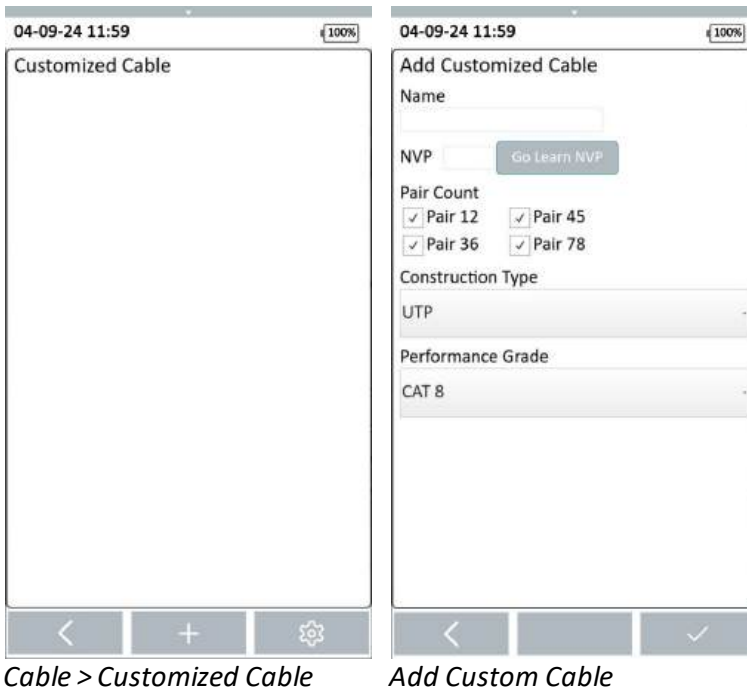 04-09-24 11:59 100%
Customized Cable
Cable > Customized Cable
04-09-24 11:59 100%
Add Customized Cable
Name
NVP Go Learn NVP
Pair Count
Pair 12 Pair 45
Pair 36 Pair 78
Construction Type
UTP
Performance Grade
CAT 8
Add Custom Cable